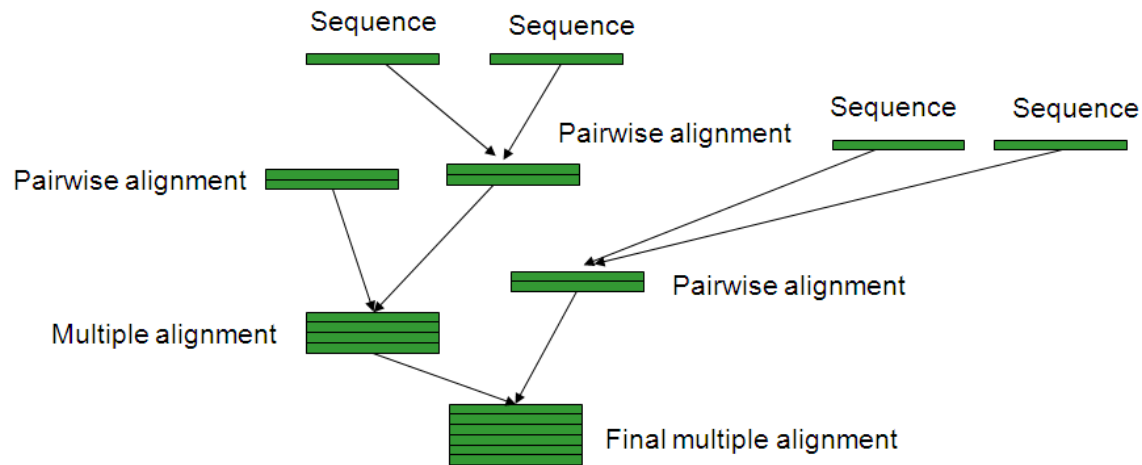 Sequence
Sequence
Sequence
Sequence
Pairwise alignment
Pairwise alignment
Pairwise alignment
Multiple alignment
Final multiple alignment